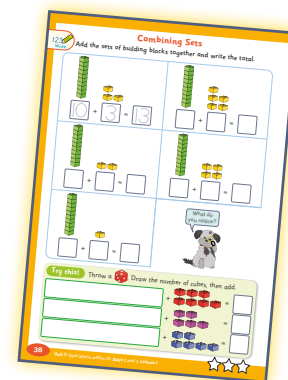 Combining Sets
123
Add the sets of building blocks together and write the total.
10 + 3 = 13
+ =
+ =
+ =
+ =
What do you notice?
Try this! Throw a Draw the number of cubes, then add.
+ =
+ =
+ =
38